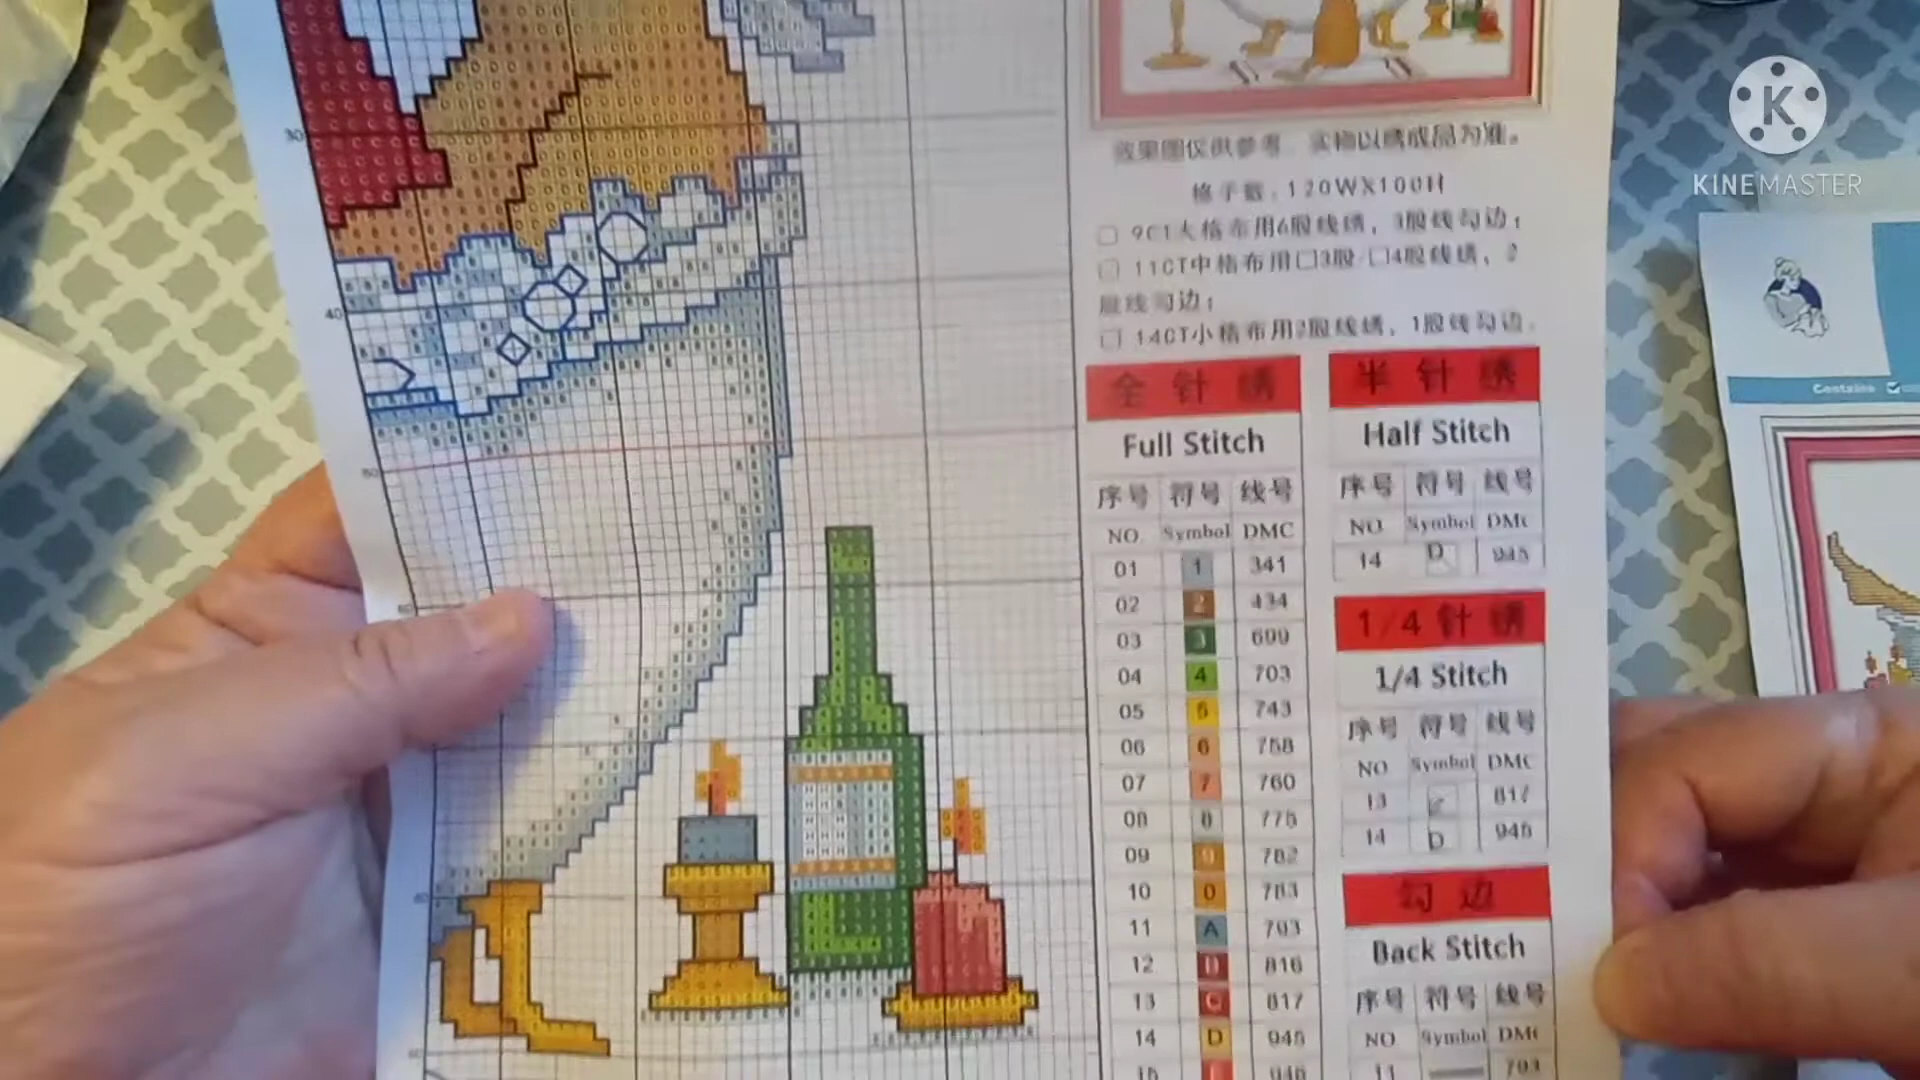 KINEMASTER
效果图仅供参考，实物以绣成品为准。
格子数：120WX100H
□ 9CT大格布用6股线绣，3股线勾边；
□ 11CT中格布用□3股/□4股线绣，2
股线勾边；
□ 14CT小格布用2股线绣，1股线勾边。
全针绣
Full Stitch
序号 符号 线号
NO Symbol DMC
01 1 341
02 2 434
03 3 699
04 4 703
05 5 743
06 6 758
07 7 760
08 8 775
09 9 782
10 0 783
11 A 793
12 816
13 C 817
14 D
半针绣
Half Stitch
序号 符号 线号
NO Symbol DMC
14 D
1/4针绣
1/4 Stitch
序号 符号 线号
NO Symbol DMC
13 C 817
14 D
勾边
Back Stitch
序号 符号 线号
NO Symbol DMC
11 793
30
40
50
60
Contains